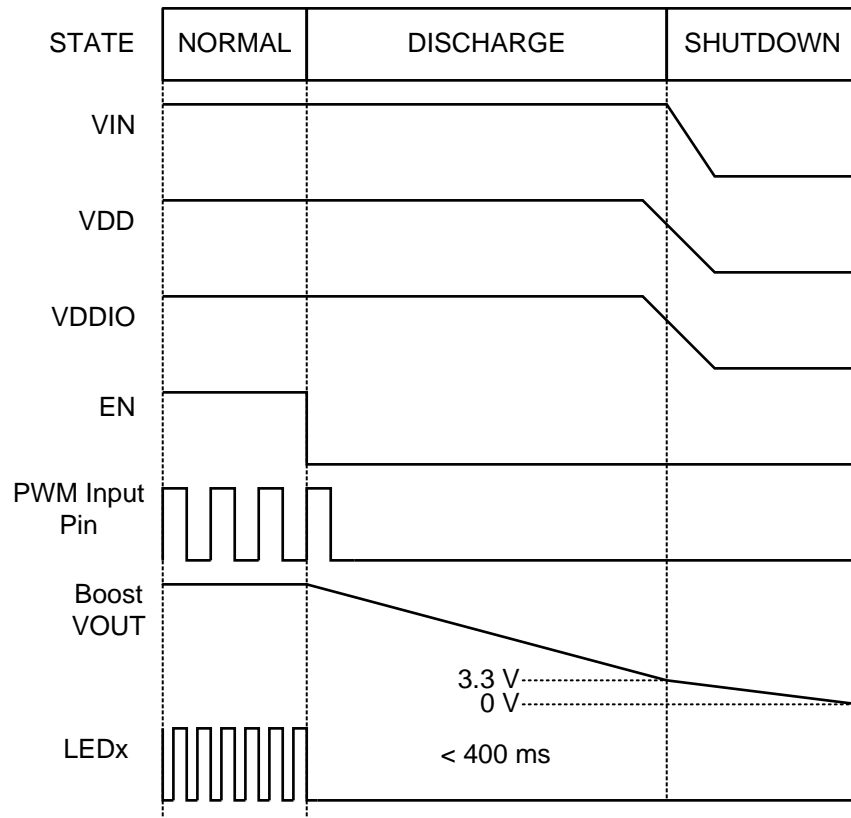 STATE NORMAL DISCHARGE SHUTDOWN
VIN
VDD
VDDIO
EN
PWM Input
Pin
Boost
VOUT
3.3 V
0 V
LEDx
< 400 ms